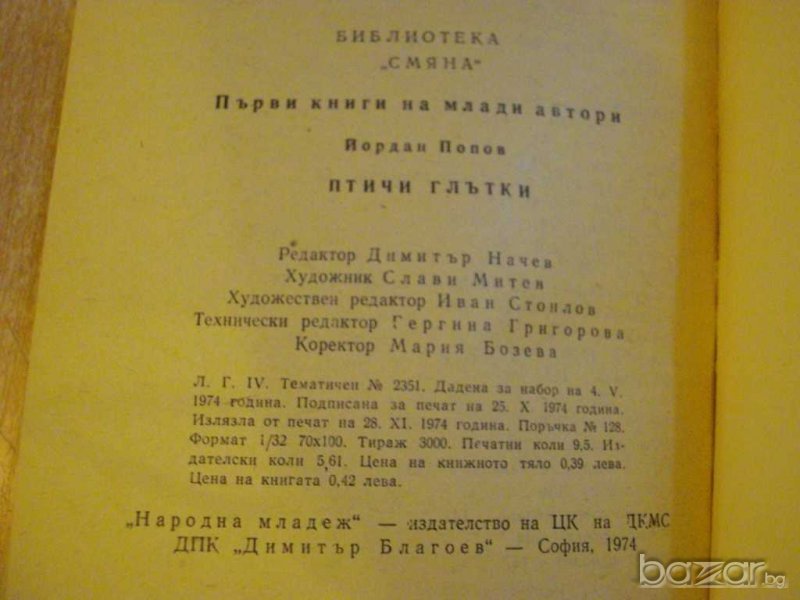 БИБЛИОТЕКА
„СМЯНА“
Първи книги на млади автори
Йордан Попов
ПТИЧИ ГЛЪТКИ
Редактор Димитър Начев
Художник Слави Митев
Художествен редактор Иван Стоилов
Технически редактор Гергина Григорова
Коректор Мария Бозева
Л. Г. IV. Тематичен № 2351. Дадена за набор на 4. V.
1974 година. Подписана за печат на 25. X 1974 година.
Излязла от печат на 28. XI. 1974 година. Поръчка № 128.
Формат 1/32 70x100. Тираж 3000. Печатни коли 9,5. Из-
дателски коли 5,61. Цена на книжното тяло 0,39 лева.
Цена на книгата 0,42 лева.
„Народна младеж“ — издателство на ЦК на ДКМС
ДПК „Димитър Благоев“ — София, 1974
bazar.bg